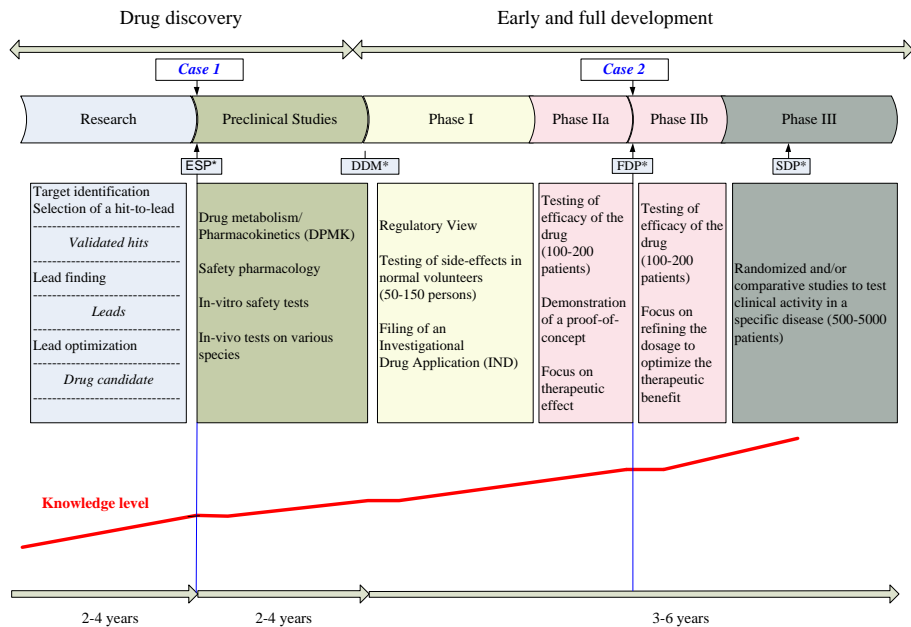 Drug discovery
Early and full development
Case 1
Case 2
Research
Preclinical Studies
Phase I
Phase IIa
Phase IIb
Phase III
ESP*
DDM*
FDP*
SDP*
Target identification
Selection of a hit-to-lead
Validated hits
Lead finding
Leads
Lead optimization
Drug candidate
Drug metabolism/
Pharmacokinetics (DPMK)
Safety pharmacology
In-vitro safety tests
In-vivo tests on various
species
Regulatory View
Testing of side-effects in
normal volunteers
(50-150 persons)
Filing of an
Investigational
Drug Application (IND)
Testing of
efficacy of the
drug
(100-200
patients)
Demonstration
of a proof-of-
concept
Focus on
therapeutic
effect
Testing of
efficacy of the
drug
(100-200
patients)
Focus on
refining the
dosage to
optimize the
therapeutic
benefit
Randomized and/or
comparative studies to test
clinical activity in a
specific disease (500-5000
patients)
Knowledge level
2-4 years
2-4 years
3-6 years